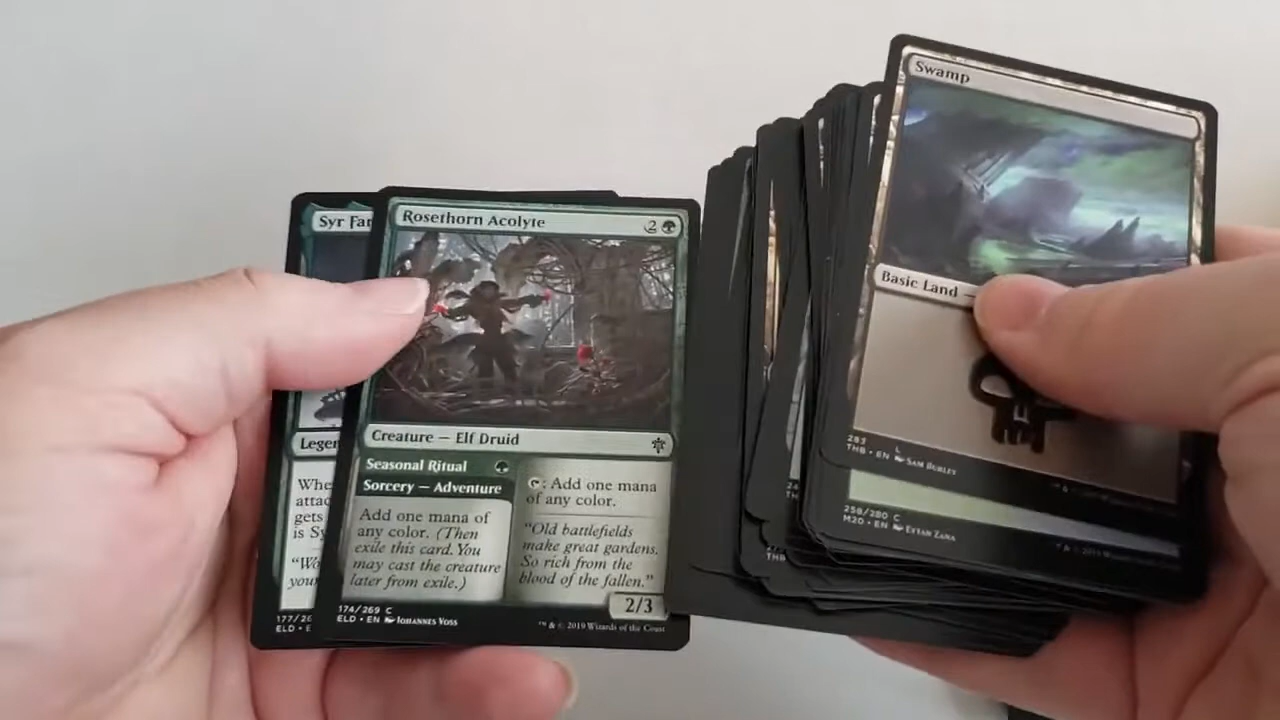 Syr Far
Legen
Whe
attac
gets
is Sy
"Wo
your
177/26
ELD • E
Rosethorn Acolyte 2
Creature — Elf Druid
Seasonal Ritual
Sorcery — Adventure
Add one mana of
any color. (Then
exile this card. You
may cast the creature
later from exile.)
: Add one mana
of any color.
"Old battlefields
make great gardens.
So rich from the
blood of the fallen."
2/3
174/269 C
ELD • EN Johannes Voss
™ & © 2019 Wizards of the Coast
Swamp
Basic Land —
283 L
THB • EN Sam Burley
258/280 C
M20 • EN Eytan Zana